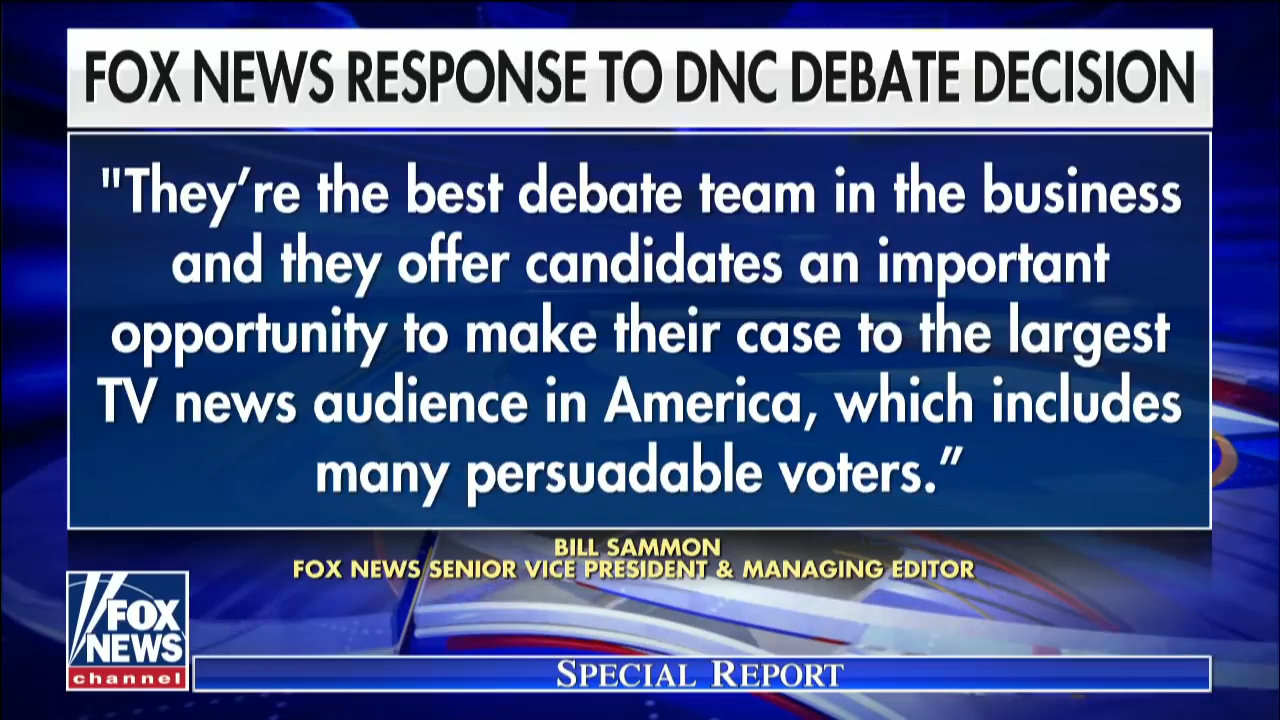 FOX NEWS RESPONSE TO DNC DEBATE DECISION
"They’re the best debate team in the business
and they offer candidates an important
opportunity to make their case to the largest
TV news audience in America, which includes
many persuadable voters.”
BILL SAMMON
FOX NEWS SENIOR VICE PRESIDENT & MANAGING EDITOR
FOX
NEWS
channel
SPECIAL REPORT